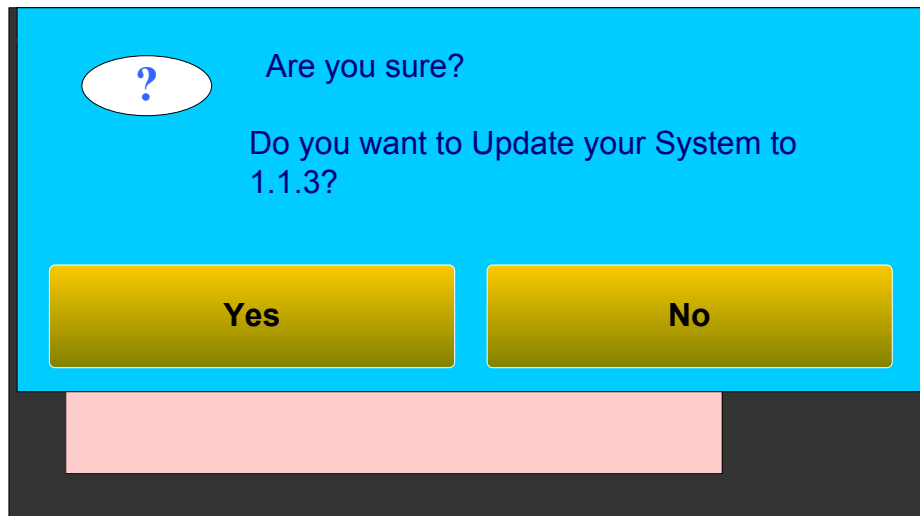 ?
Are you sure?
Do you want to Update your System to
1.1.3?
Yes
No